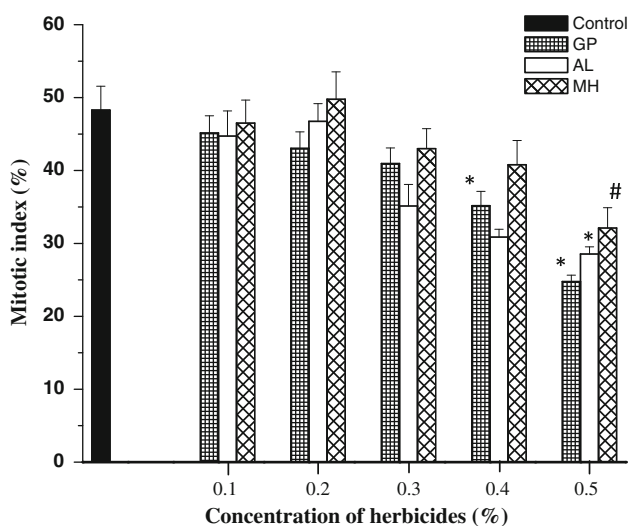 Control
GP
AL
MH
Mitotic index (%)
60
50
40
30
20
10
0
*
*
*
#
0.1
0.2
0.3
0.4
0.5
Concentration of herbicides (%)